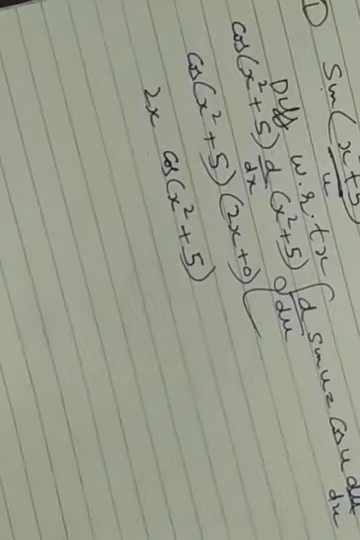 1) Sin(x²+5)
u
Diff w.r.t x
cos(x²+5) d/dx (x²+5) (d/du sin u = cos u du/dx
cos(x²+5) (2x+0)
2x cos(x²+5)